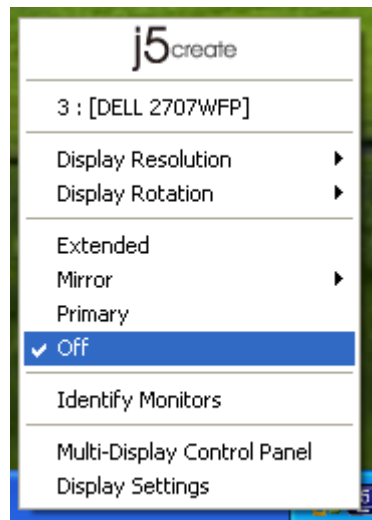 j5create
3 : [DELL 2707WFP]
Display Resolution
Display Rotation
Extended
Mirror
Primary
Off
Identify Monitors
Multi-Display Control Panel
Display Settings